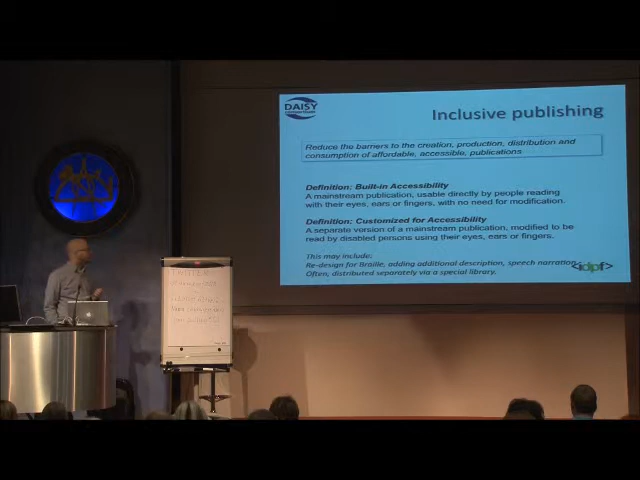 DAISY
Inclusive publishing
Reduce the barriers to the creation, production, distribution and
consumption of affordable, accessible, publications
Definition: Built-in Accessibility
A mainstream publication, usable directly by people reading
with their eyes, ears or fingers, with no need for modification.
Definition: Customized for Accessibility
A separate version of a mainstream publication, modified to be
read by disabled persons using their eyes, ears or fingers.
This may include:
Re-design for Braille, adding additional description, speech narration
Often, distributed separately via a special library.
<idpf>
TWITTER